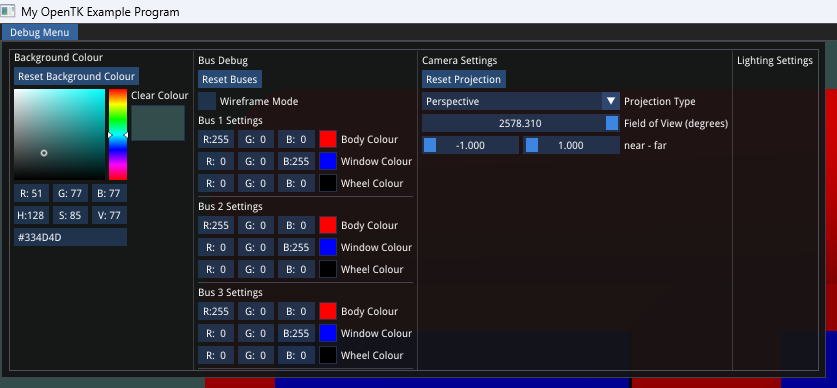 My OpenTK Example Program
Debug Menu
Background Colour
Reset Background Colour
Clear Colour
R: 51 G: 77 B: 77
H:128 S: 85 V: 77
#334D4D
Bus Debug
Reset Buses
Wireframe Mode
Bus 1 Settings
R:255 G: 0 B: 0 Body Colour
R: 0 G: 0 B:255 Window Colour
R: 0 G: 0 B: 0 Wheel Colour
Bus 2 Settings
R:255 G: 0 B: 0 Body Colour
R: 0 G: 0 B:255 Window Colour
R: 0 G: 0 B: 0 Wheel Colour
Bus 3 Settings
R:255 G: 0 B: 0 Body Colour
R: 0 G: 0 B:255 Window Colour
R: 0 G: 0 B: 0 Wheel Colour
Camera Settings
Reset Projection
Perspective Projection Type
2578.310 Field of View (degrees)
-1.000 1.000 near - far
Lighting Settings